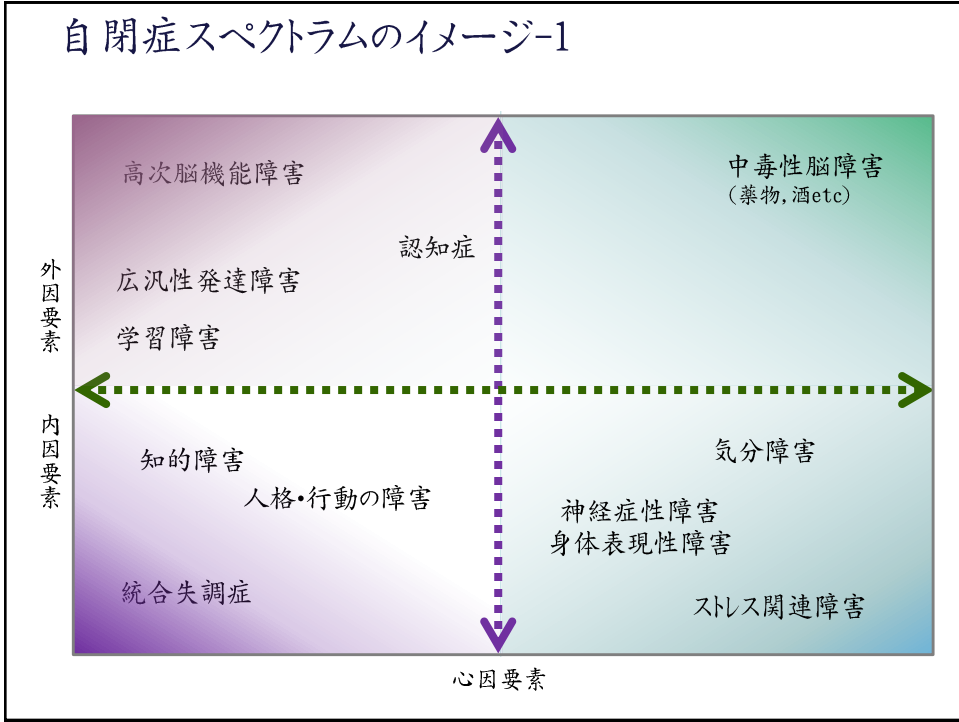 自閉症スペクトラムのイメージ-1
高次脳機能障害
中毒性脳障害
(薬物,酒etc)
認知症
広汎性発達障害
学習障害
外因要素
内因要素
知的障害
気分障害
人格・行動の障害
神経症性障害
身体表現性障害
統合失調症
ストレス関連障害
心因要素